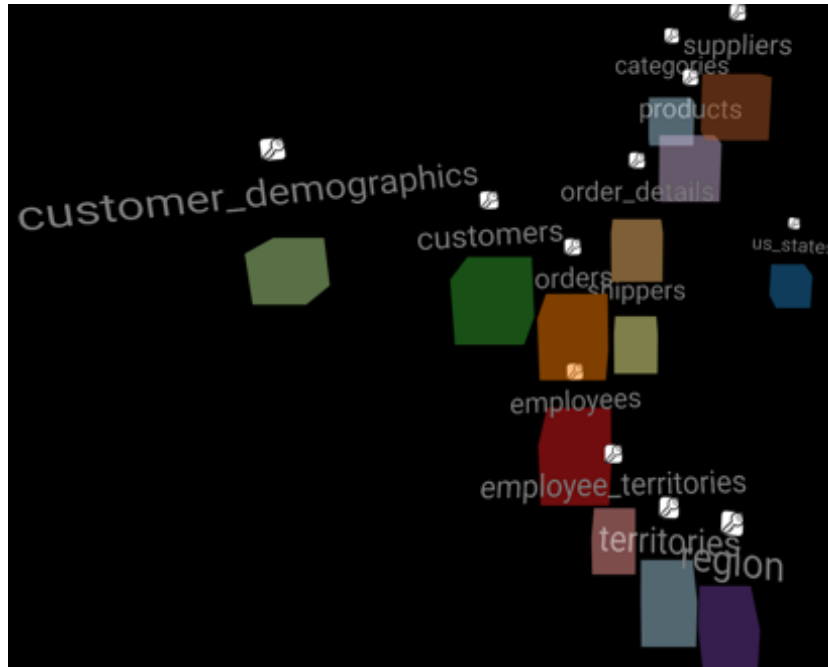 suppliers
categories
products
customer_demographics
order_details
customers
us_states
orders
shippers
employees
employee_territories
territories
region